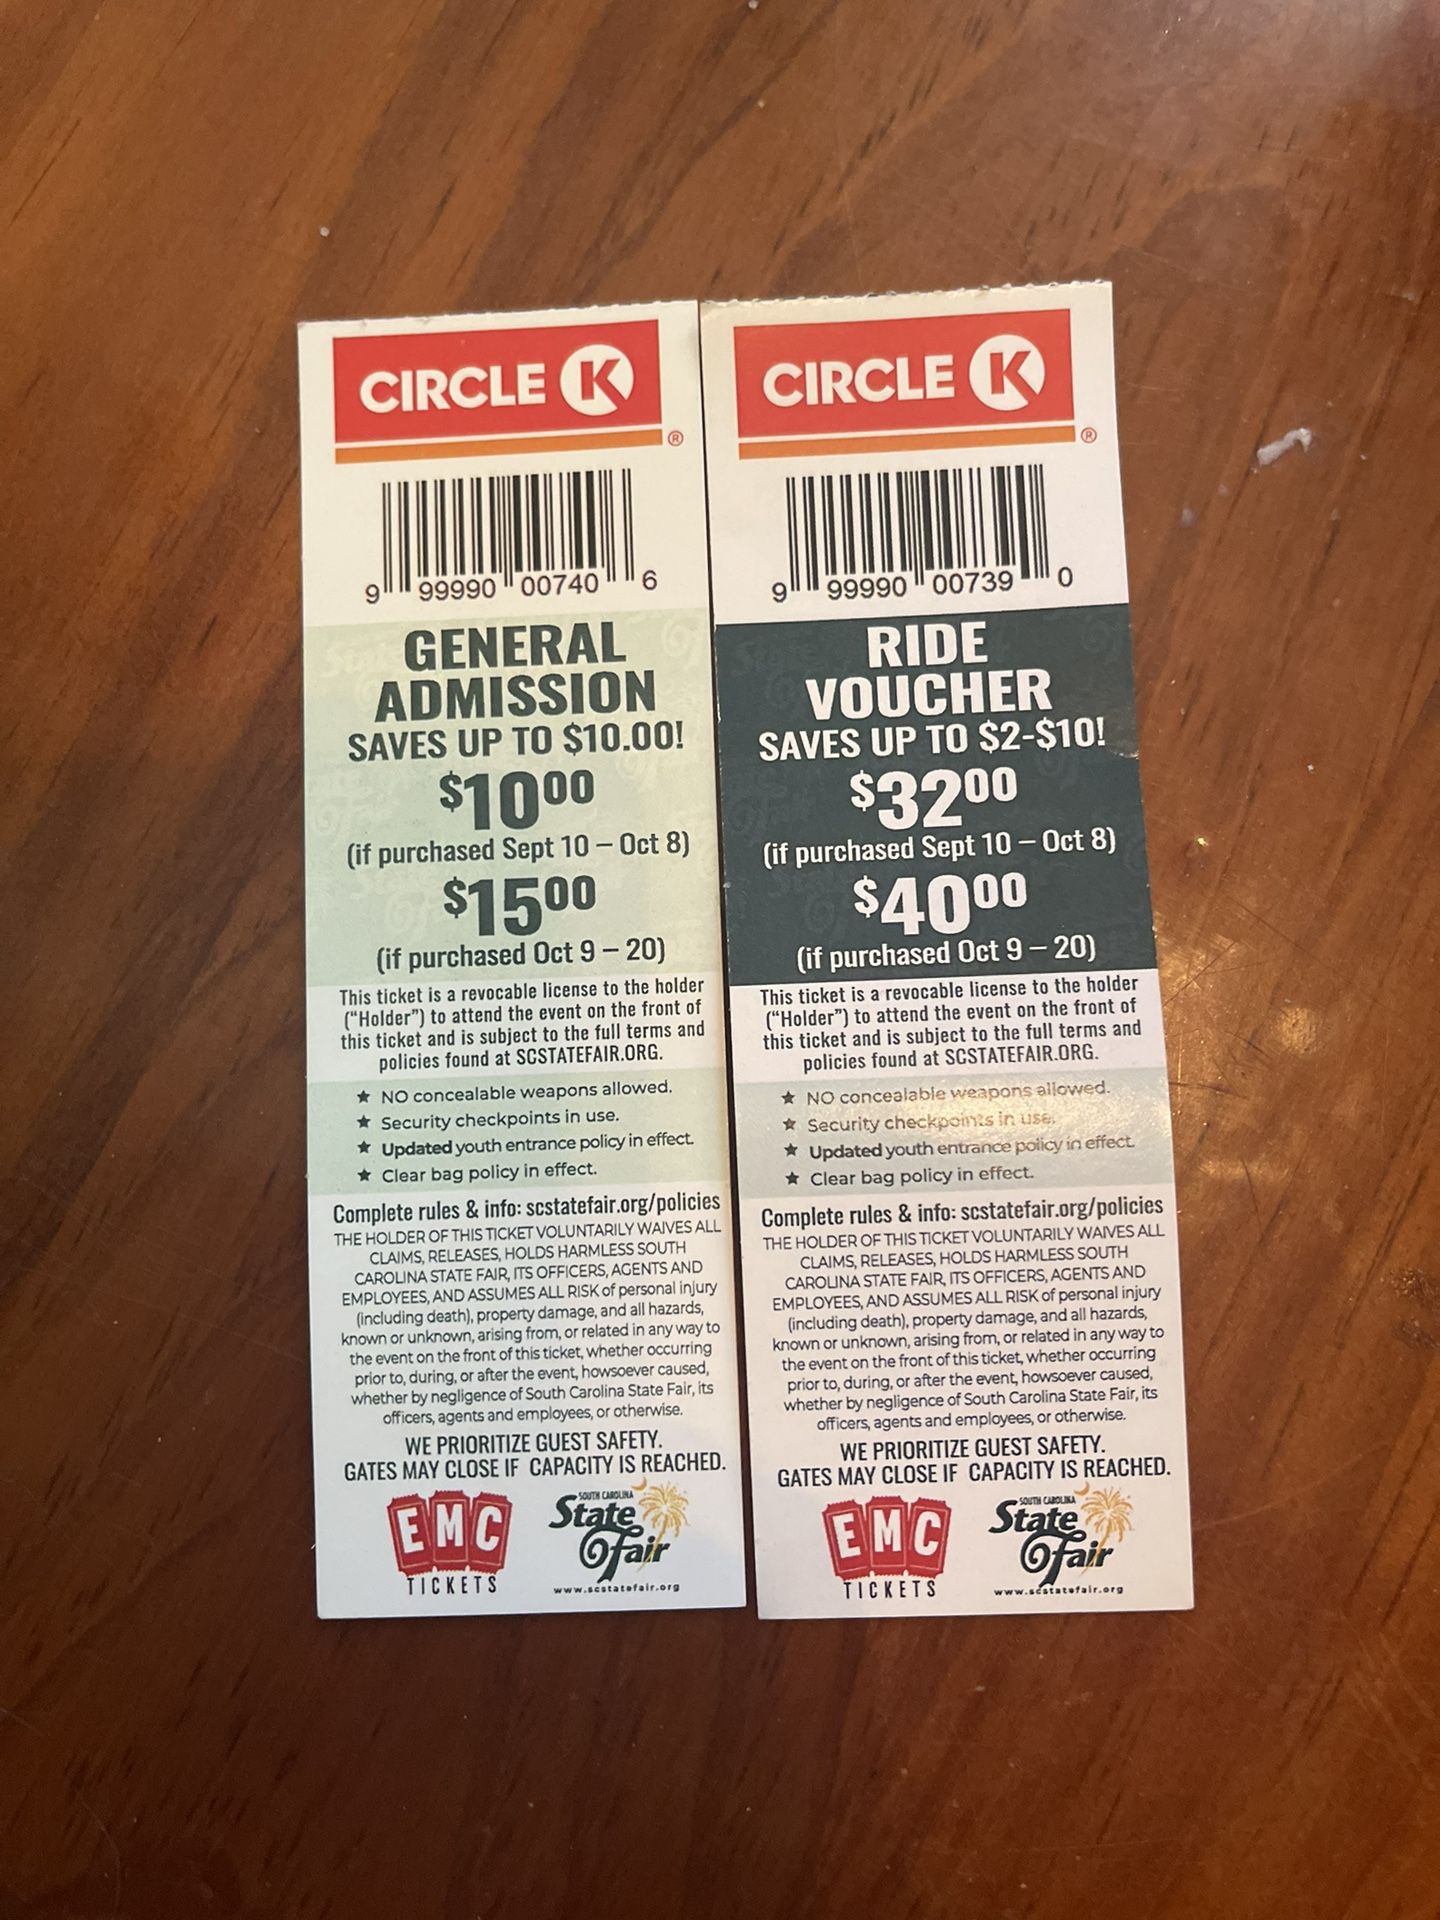 CIRCLE K ®
9 99990 00740 6
GENERAL
ADMISSION
SAVES UP TO $10.00!
$10.00
(if purchased Sept 10 – Oct 8)
$15.00
(if purchased Oct 9 – 20)
This ticket is a revocable license to the holder
("Holder") to attend the event on the front of
this ticket and is subject to the full terms and
policies found at SCSTATEFAIR.ORG.
★ NO concealable weapons allowed.
★ Security checkpoints in use.
★ Updated youth entrance policy in effect.
★ Clear bag policy in effect.
Complete rules & info: scstatefair.org/policies
THE HOLDER OF THIS TICKET VOLUNTARILY WAIVES ALL
CLAIMS, RELEASES, HOLDS HARMLESS SOUTH
CAROLINA STATE FAIR, ITS OFFICERS, AGENTS AND
EMPLOYEES, AND ASSUMES ALL RISK of personal injury
(including death), property damage, and all hazards,
known or unknown, arising from, or related in any way to
the event on the front of this ticket, whether occurring
prior to, during, or after the event, howsoever caused,
whether by negligence of South Carolina State Fair, its
officers, agents and employees, or otherwise.
WE PRIORITIZE GUEST SAFETY.
GATES MAY CLOSE IF CAPACITY IS REACHED.
EMC
TICKETS
SOUTH CAROLINA
State
Fair
www.scstatefair.org
CIRCLE K ®
9 99990 00739 0
RIDE
VOUCHER
SAVES UP TO $2-$10!
$32.00
(if purchased Sept 10 – Oct 8)
$40.00
(if purchased Oct 9 – 20)
This ticket is a revocable license to the holder
("Holder") to attend the event on the front of
this ticket and is subject to the full terms and
policies found at SCSTATEFAIR.ORG.
★ NO concealable weapons allowed.
★ Security checkpoints in use.
★ Updated youth entrance policy in effect.
★ Clear bag policy in effect.
Complete rules & info: scstatefair.org/policies
THE HOLDER OF THIS TICKET VOLUNTARILY WAIVES ALL
CLAIMS, RELEASES, HOLDS HARMLESS SOUTH
CAROLINA STATE FAIR, ITS OFFICERS, AGENTS AND
EMPLOYEES, AND ASSUMES ALL RISK of personal injury
(including death), property damage, and all hazards,
known or unknown, arising from, or related in any way to
the event on the front of this ticket, whether occurring
prior to, during, or after the event, howsoever caused,
whether by negligence of South Carolina State Fair, its
officers, agents and employees, or otherwise.
WE PRIORITIZE GUEST SAFETY.
GATES MAY CLOSE IF CAPACITY IS REACHED.
EMC
TICKETS
SOUTH CAROLINA
State
Fair
www.scstatefair.org